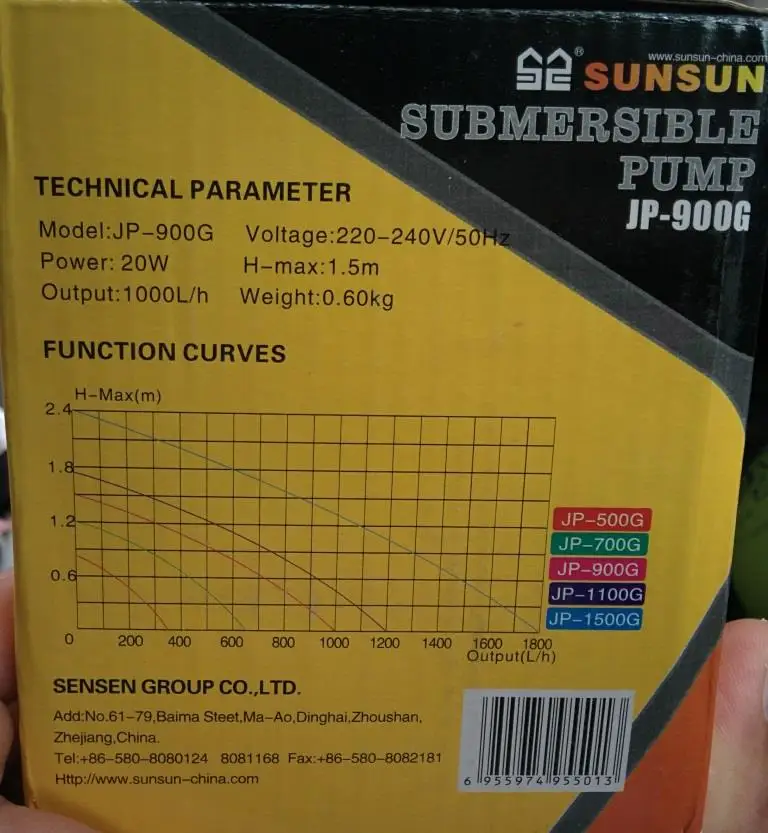 www.sunsun-china.com
® SUNSUN
SUBMERSIBLE
PUMP
JP-900G
TECHNICAL PARAMETER
Model:JP-900G Voltage:220-240V/50Hz
Power: 20W H-max:1.5m
Output:1000L/h Weight:0.60kg
FUNCTION CURVES
H-Max(m)
2.4
1.8
1.2
0.6
0 200 400 600 800 1000 1200 1400 1600 1800
Output(L/h)
JP-500G
JP-700G
JP-900G
JP-1100G
JP-1500G
SENSEN GROUP CO.,LTD.
Add:No.61-79,Baima Steet,Ma-Ao,Dinghai,Zhoushan,
Zhejiang,China.
Tel:+86-580-8080124 8081168 Fax:+86-580-8082181
Http://www.sunsun-china.com
6 955974 955013